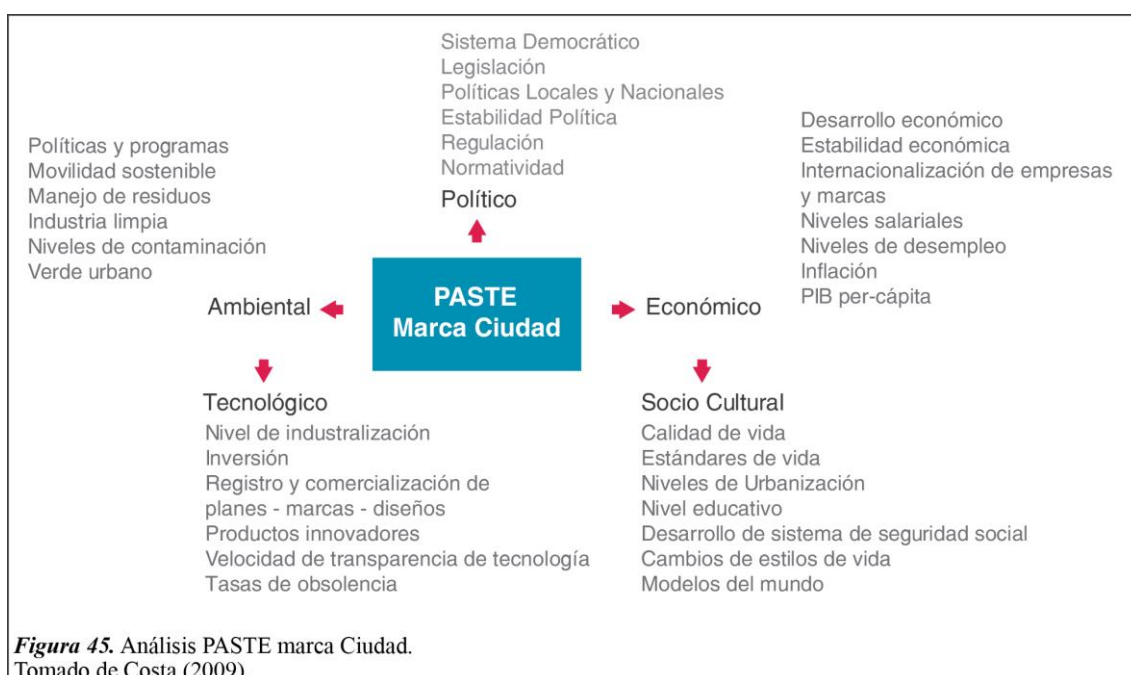 Sistema Democrático
Legislación
Políticas Locales y Nacionales
Estabilidad Política
Regulación
Normatividad
Político
Políticas y programas
Movilidad sostenible
Manejo de residuos
Industria limpia
Niveles de contaminación
Verde urbano
Ambiental
Desarrollo económico
Estabilidad económica
Internacionalización de empresas
y marcas
Niveles salariales
Niveles de desempleo
Inflación
PIB per-cápita
Económico
PASTE
Marca Ciudad
Tecnológico
Nivel de industralización
Inversión
Registro y comercialización de
planes - marcas - diseños
Productos innovadores
Velocidad de transparencia de tecnología
Tasas de obsolencia
Socio Cultural
Calidad de vida
Estándares de vida
Niveles de Urbanización
Nivel educativo
Desarrollo de sistema de seguridad social
Cambios de estilos de vida
Modelos del mundo
Figura 45. Análisis PASTE marca Ciudad.
Tomado de Costa (2009)